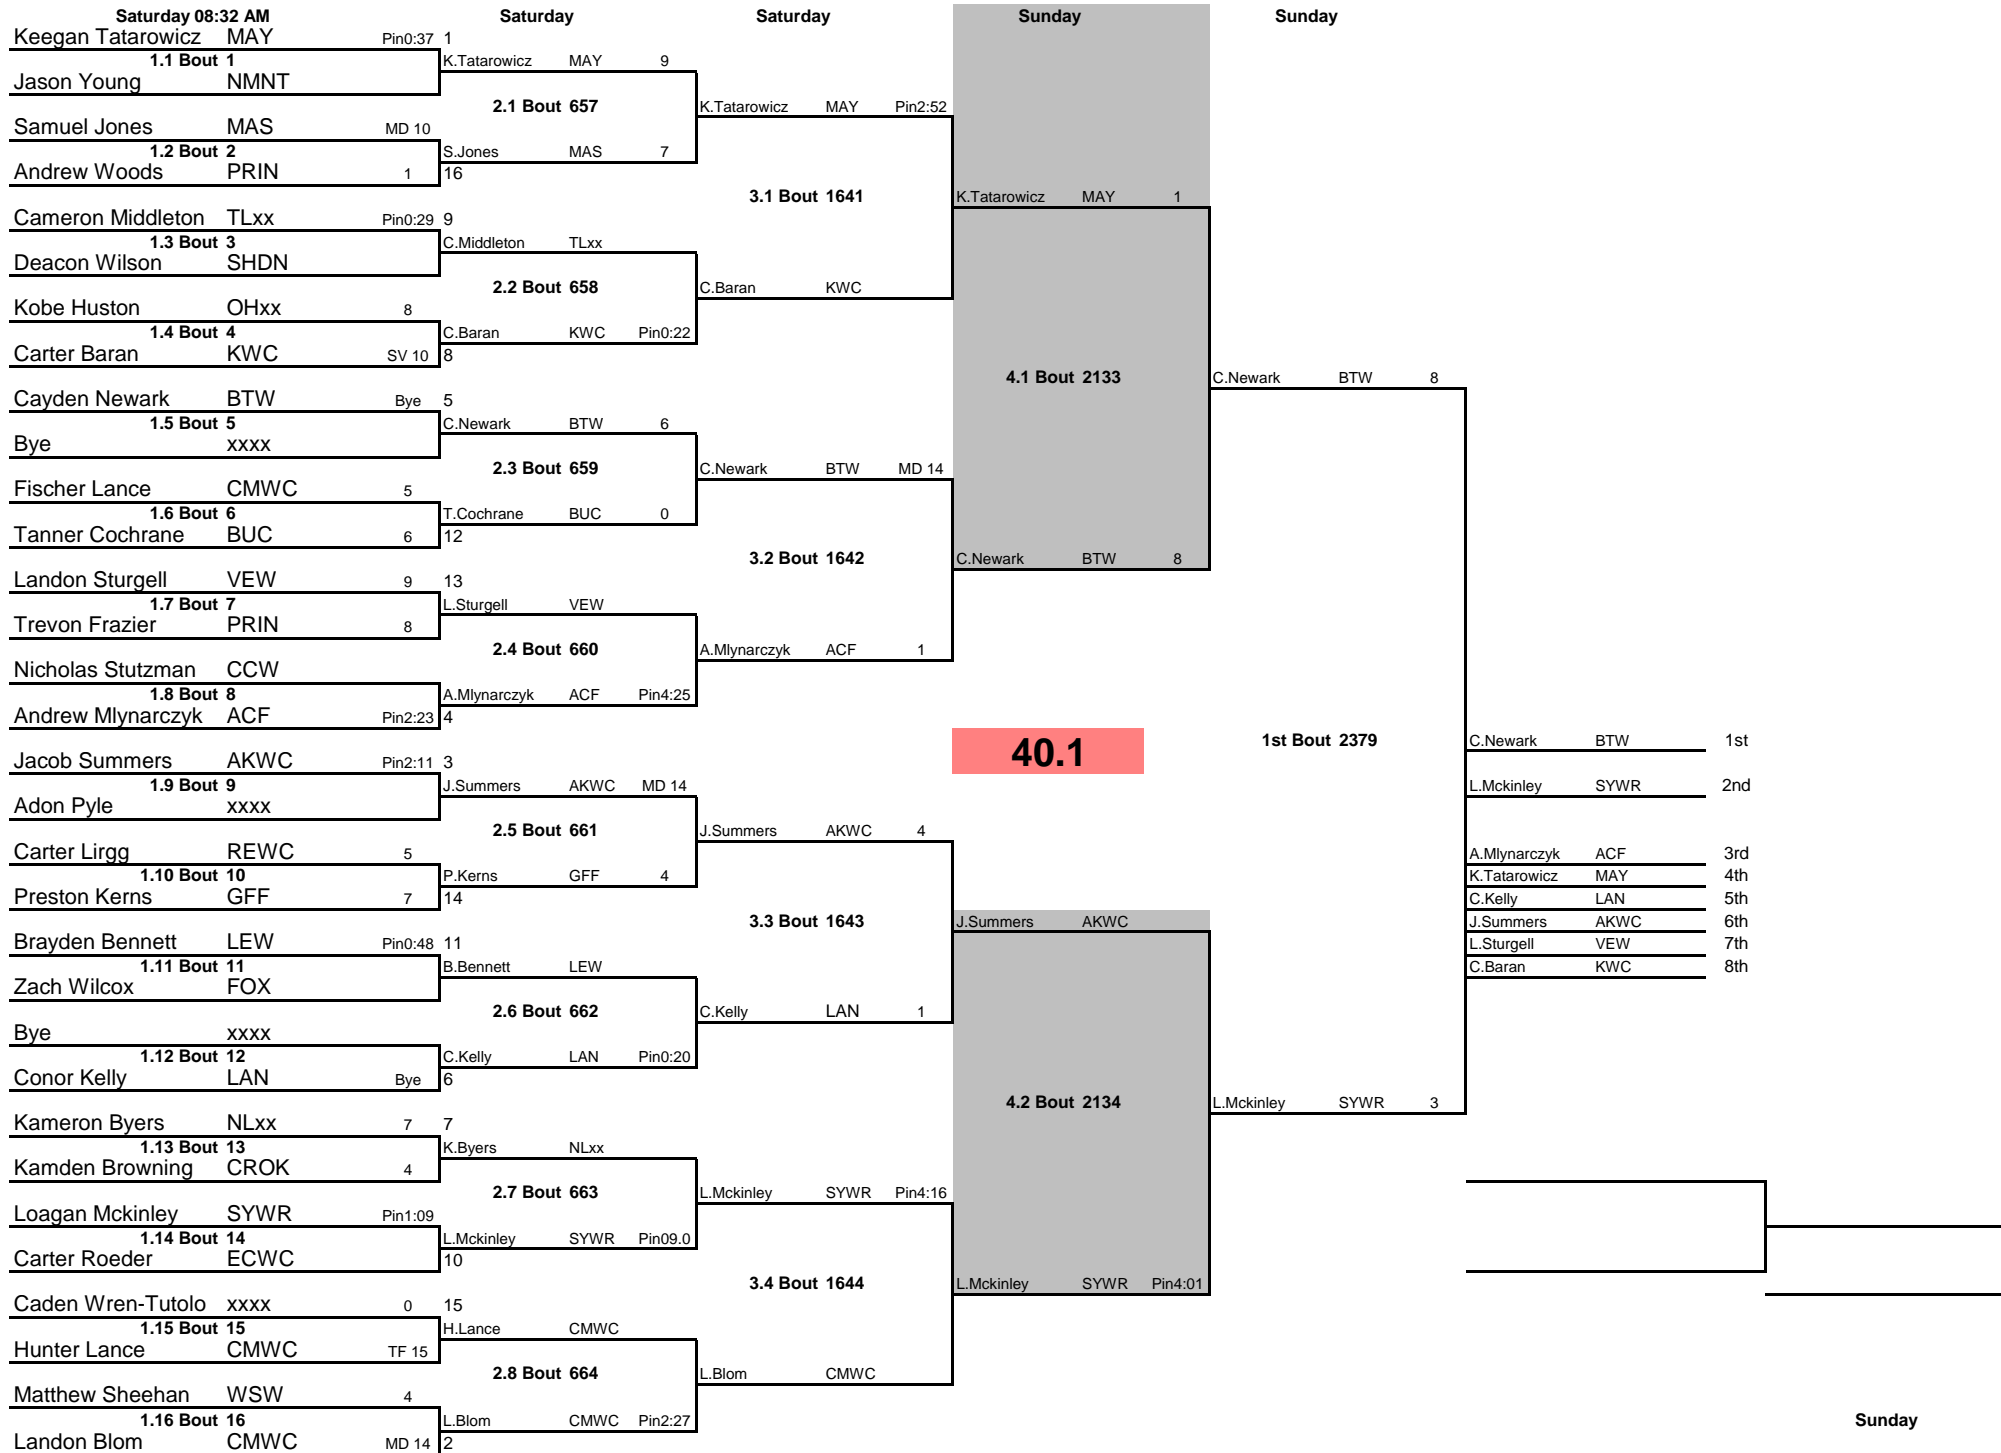 Saturday 08:32 AM Saturday Saturday Sunday Sunday
Keegan Tatarowicz MAY Pin0:37 1
1.1 Bout 1 K.Tatarowicz MAY 9
Jason Young NMNT
2.1 Bout 657 K.Tatarowicz MAY Pin2:52
Samuel Jones MAS MD 10
1.2 Bout 2 S.Jones MAS 7
Andrew Woods PRIN 1 16
3.1 Bout 1641 K.Tatarowicz MAY 1
Cameron Middleton TLxx Pin0:29 9
1.3 Bout 3 C.Middleton TLxx
Deacon Wilson SHDN
2.2 Bout 658 C.Baran KWC
Kobe Huston OHxx 8
1.4 Bout 4 C.Baran KWC Pin0:22
Carter Baran KWC SV 10 8
4.1 Bout 2133 C.Newark BTW 8
Cayden Newark BTW Bye 5
1.5 Bout 5 C.Newark BTW 6
Bye xxxx
2.3 Bout 659 C.Newark BTW MD 14
Fischer Lance CMWC 5
1.6 Bout 6 T.Cochrane BUC 0
Tanner Cochrane BUC 6 12
3.2 Bout 1642 C.Newark BTW 8
Landon Sturgell VEW 9 13
1.7 Bout 7 L.Sturgell VEW
Trevon Frazier PRIN 8
2.4 Bout 660 A.Mlynarczyk ACF 1
Nicholas Stutzman CCW
1.8 Bout 8 A.Mlynarczyk ACF Pin4:25
Andrew Mlynarczyk ACF Pin2:23 4
40.1 1st Bout 2379 C.Newark BTW 1st
Jacob Summers AKWC Pin2:11 3
1.9 Bout 9 J.Summers AKWC MD 14 L.Mckinley SYWR 2nd
Adon Pyle xxxx
2.5 Bout 661 J.Summers AKWC 4
Carter Lirgg REWC 5 A.Mlynarczyk ACF 3rd
1.10 Bout 10 P.Kerns GFF 4 K.Tatarowicz MAY 4th
Preston Kerns GFF 7 14 C.Kelly LAN 5th
3.3 Bout 1643 J.Summers AKWC J.Summers AKWC 6th
Brayden Bennett LEW Pin0:48 11 L.Sturgell VEW 7th
1.11 Bout 11 B.Bennett LEW C.Baran KWC 8th
Zach Wilcox FOX
2.6 Bout 662 C.Kelly LAN 1
Bye xxxx
1.12 Bout 12 C.Kelly LAN Pin0:20
Conor Kelly LAN Bye 6
4.2 Bout 2134 L.Mckinley SYWR 3
Kameron Byers NLxx 7 7
1.13 Bout 13 K.Byers NLxx
Kamden Browning CROK 4
2.7 Bout 663 L.Mckinley SYWR Pin4:16
Loagan Mckinley SYWR Pin1:09
1.14 Bout 14 L.Mckinley SYWR Pin09.0
Carter Roeder ECWC 10
3.4 Bout 1644 L.Mckinley SYWR Pin4:01
Caden Wren-Tutolo xxxx 0 15
1.15 Bout 15 H.Lance CMWC
Hunter Lance CMWC TF 15
2.8 Bout 664 L.Blom CMWC
Matthew Sheehan WSW 4
1.16 Bout 16 L.Blom CMWC Pin2:27 Sunday
Landon Blom CMWC MD 14 2